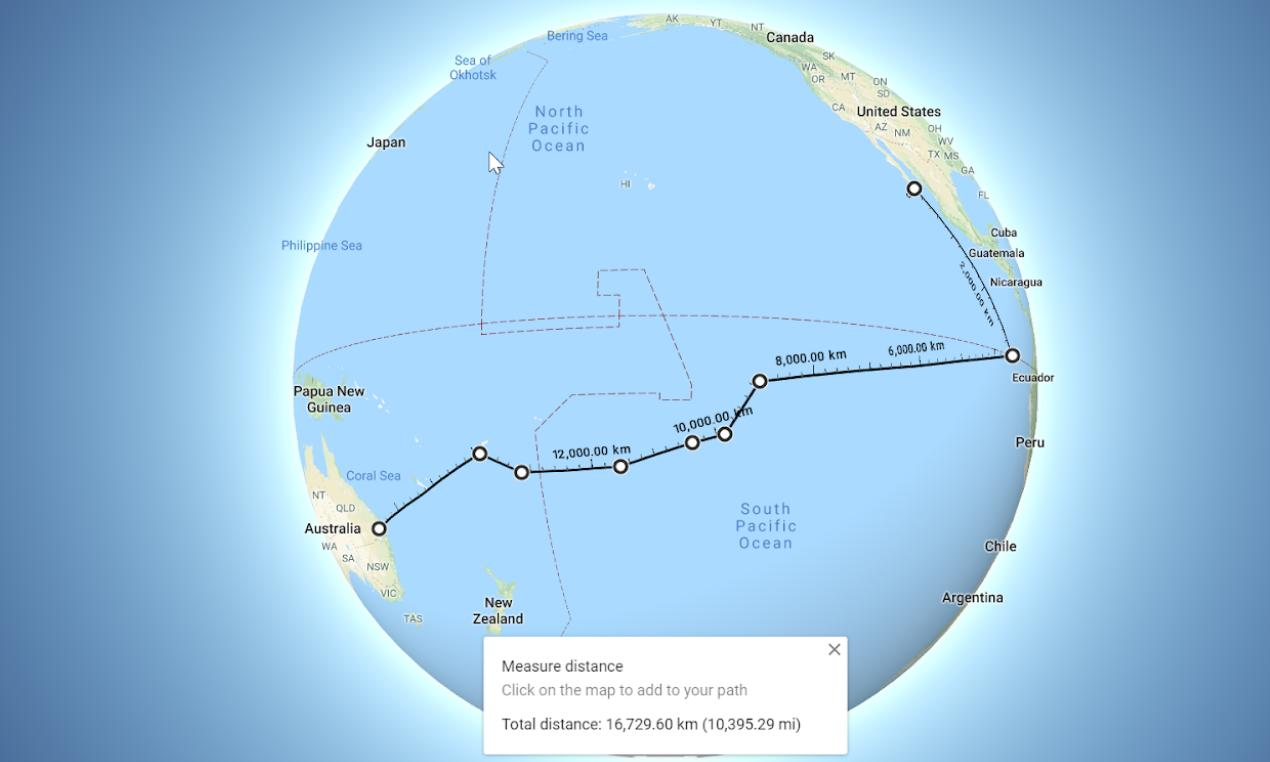 AK
YT
NT
Canada
Bering Sea
Sea of
Okhotsk
SK
WA
MT
OR
ON
SD
CA
United States
North
Pacific
Ocean
AZ
NM
OH
WV
Japan
TX
MS
GA
HI
FL
Cuba
Philippine Sea
Guatemala
2,000.00 km
Nicaragua
6,000.00 km
8,000.00 km
Ecuador
Papua New
Guinea
10,000.00 km
12,000.00 km
Peru
Coral Sea
NT
QLD
South
Pacific
Ocean
Australia
WA
SA
NSW
Chile
VIC
New
Zealand
Argentina
TAS
Measure distance
Click on the map to add to your path
Total distance: 16,729.60 km (10,395.29 mi)